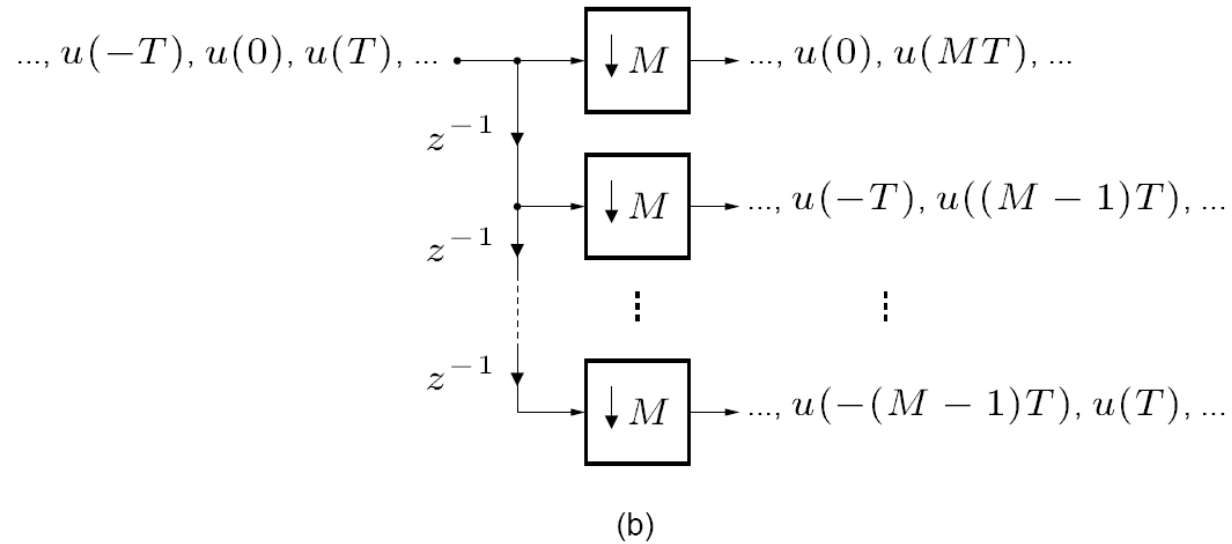 ..., u(−T), u(0), u(T), ... ↓ M ..., u(0), u(MT), ...
z⁻¹
↓ M ..., u(−T), u((M − 1)T), ...
z⁻¹
⋮ ⋮
z⁻¹
↓ M ..., u(−(M − 1)T), u(T), ...
(b)